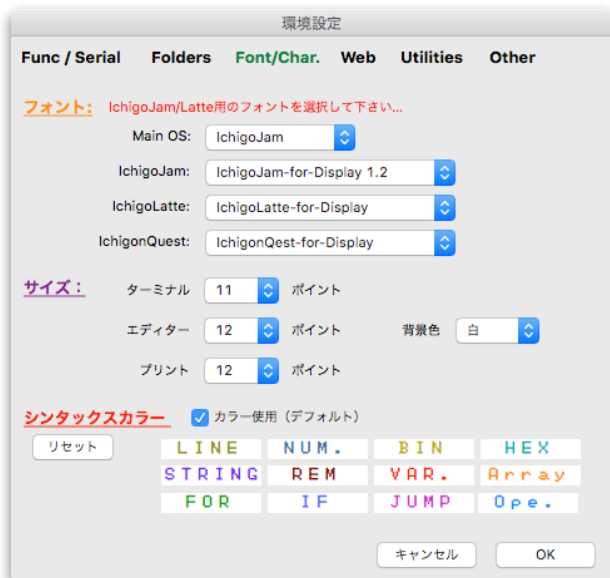 環境設定
Func / Serial Folders Font/Char. Web Utilities Other
フォント: IchigoJam/Latte用のフォントを選択して下さい...
Main OS: IchigoJam
IchigoJam: IchigoJam-for-Display 1.2
IchigoLatte: IchigoLatte-for-Display
IchigonQuest: IchigonQest-for-Display
サイズ： ターミナル 11 ポイント
エディター 12 ポイント 背景色 白
プリント 12 ポイント
シンタックスカラー カラー使用（デフォルト）
リセット LINE NUM. BIN HEX
STRING REM VAR. Array
FOR IF JUMP Ope.
キャンセル OK